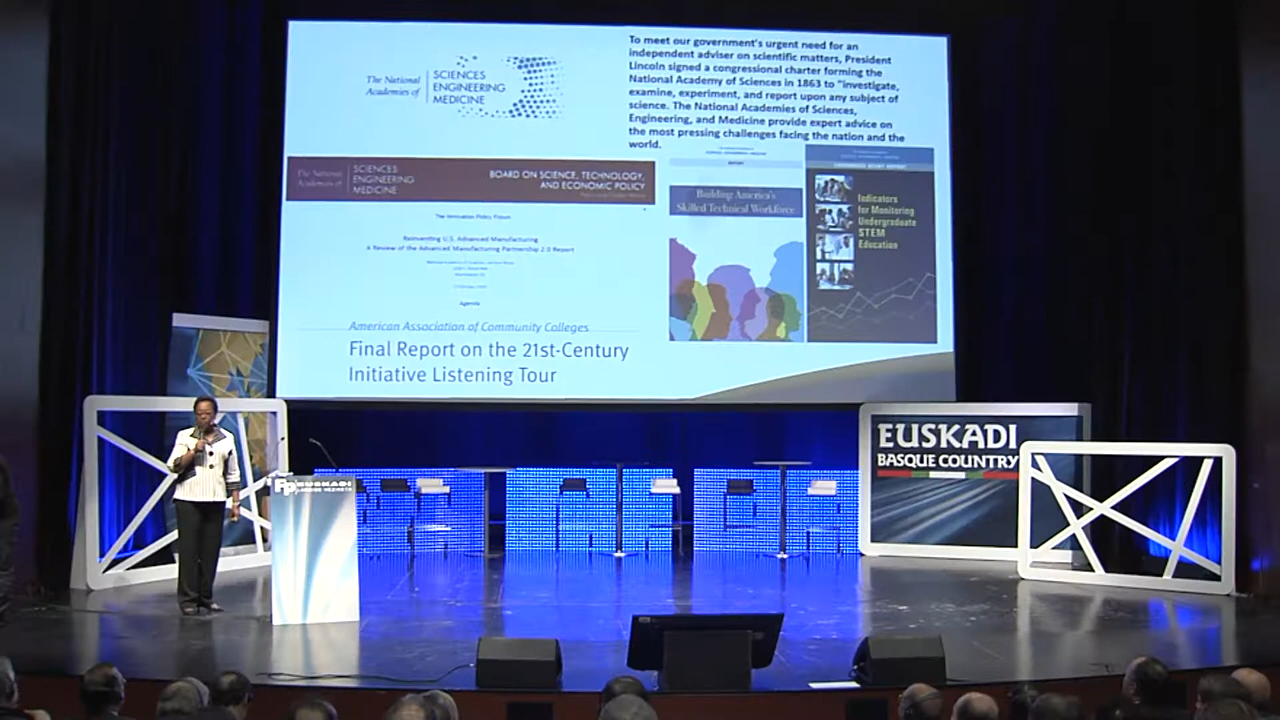 The National
Academies of
SCIENCES
ENGINEERING
MEDICINE
To meet our government's urgent need for an
independent adviser on scientific matters, President
Lincoln signed a congressional charter forming the
National Academy of Sciences in 1863 to "investigate,
examine, experiment, and report upon any subject of
science. The National Academies of Sciences,
Engineering, and Medicine provide expert advice on
the most pressing challenges facing the nation and the
world.
The National
Academies of
SCIENCES
ENGINEERING
MEDICINE
BOARD ON SCIENCE, TECHNOLOGY,
AND ECONOMIC POLICY
The Innovation Policy Forum
Reinventing U.S. Advanced Manufacturing
A Review of the Advanced Manufacturing Partnership 2.0 Report
Agenda
REPORT
Building America's
Skilled Technical Workforce
Indicators
for Monitoring
Undergraduate
STEM
Education
American Association of Community Colleges
Final Report on the 21st-Century
Initiative Listening Tour
EUSKADI
BASQUE COUNTRY
EUSKADI